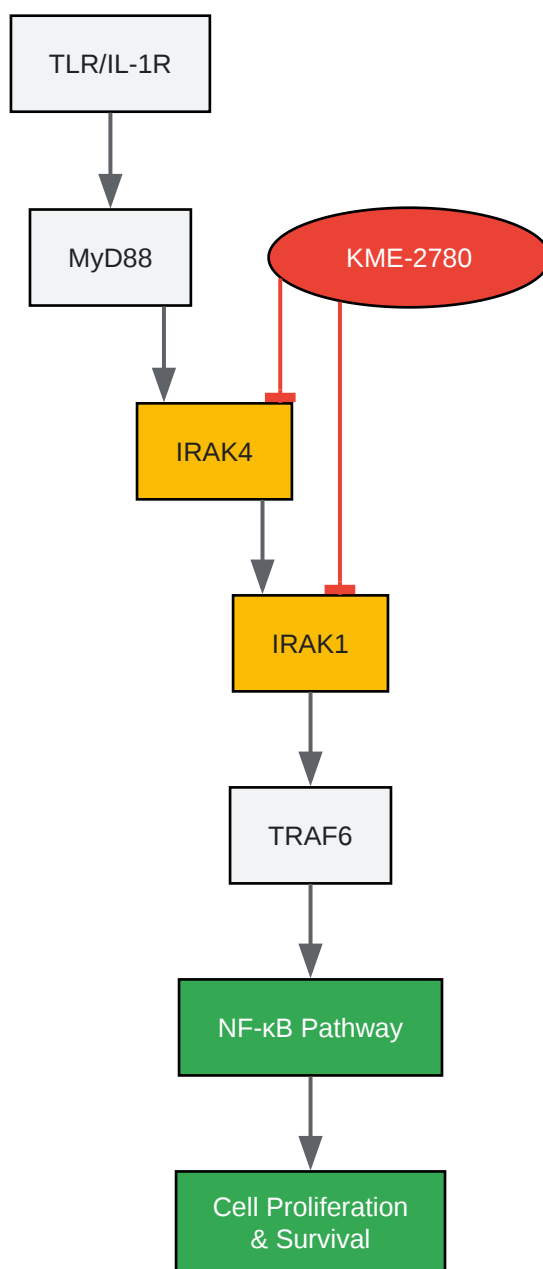 TLR/IL-1R
MyD88
KME-2780
IRAK4
IRAK1
TRAF6
NF-κB Pathway
Cell Proliferation
& Survival